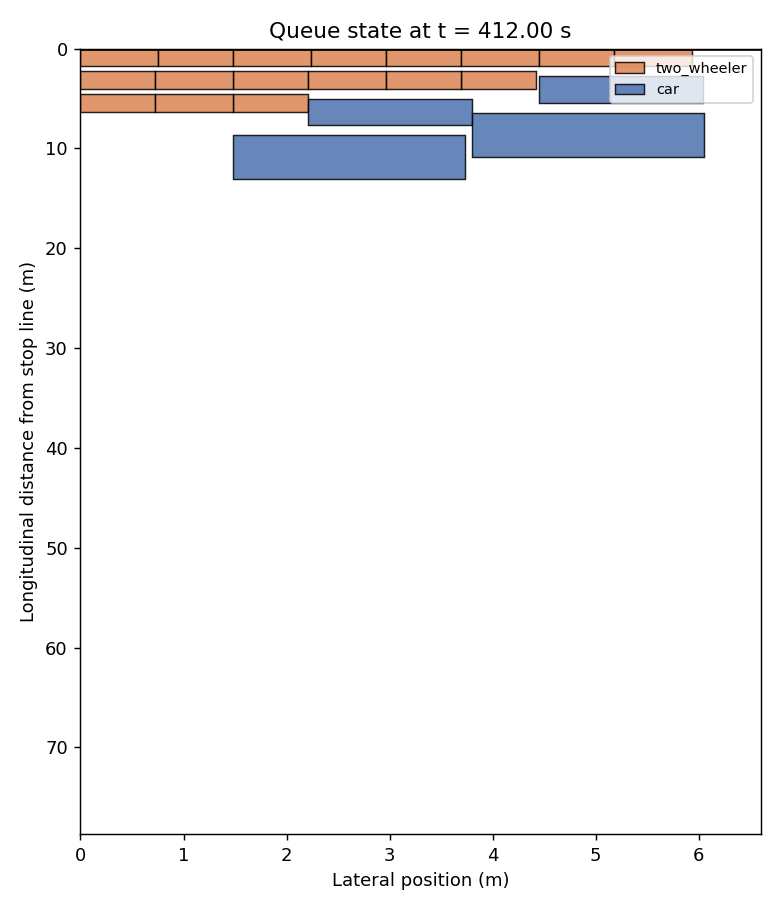 Queue state at t = 412.00 s
two_wheeler
car
Longitudinal distance from stop line (m)
0
10
20
30
40
50
60
70
0 1 2 3 4 5 6
Lateral position (m)